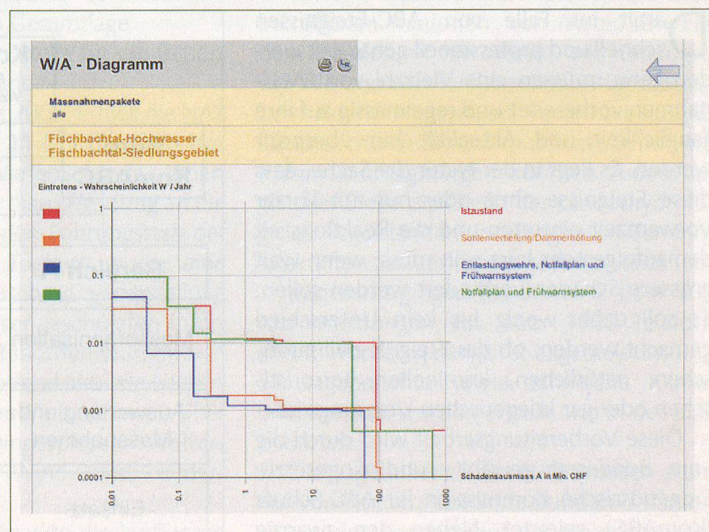 W/A - Diagramm
Massnahmenpakete
alle
Fischbachtal-Hochwasser
Fischbachtal-Siedlungsgebiet
Eintretens - Wahrscheinlichkeit W / Jahr
1
0.1
0.01
0.001
0.0001
0.01
0.1
1
10
100
1000
Istzustand
Sohlenvertiefung/Dammerhöhung
Entlastungswehre, Notfallplan und
Frühwarnsystem
Notfallplan und Frühwarnsystem
Schadensausmass A in Mio. CHF